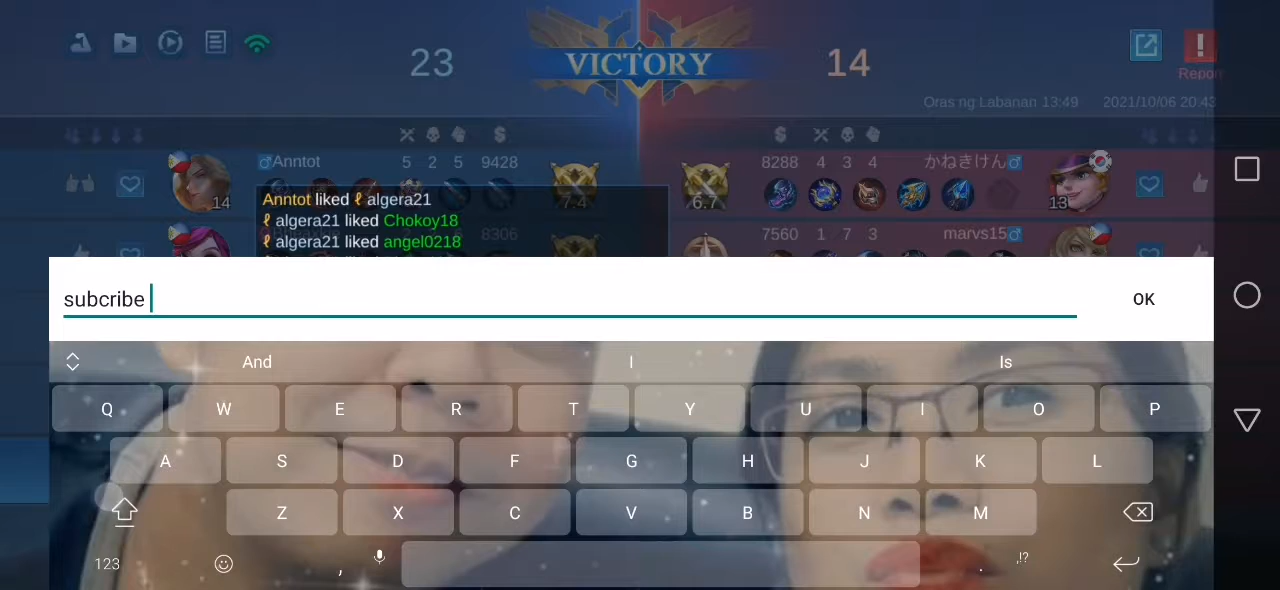 23 VICTORY 14
Report
Oras ng Labanan 13:49 2021/10/06 20:43
Anntot 5 2 5 9428 8288 4 3 4 かねきけん
14 7.4 6.7 13
Anntot liked algera21
algera21 liked Chokoy18
algera21 liked angel0218
8306 7560 1 7 3 marvs15
subcribe OK
And I Is
Q W E R T Y U I O P
A S D F G H J K L
Z X C V B N M
123 , . ,!?